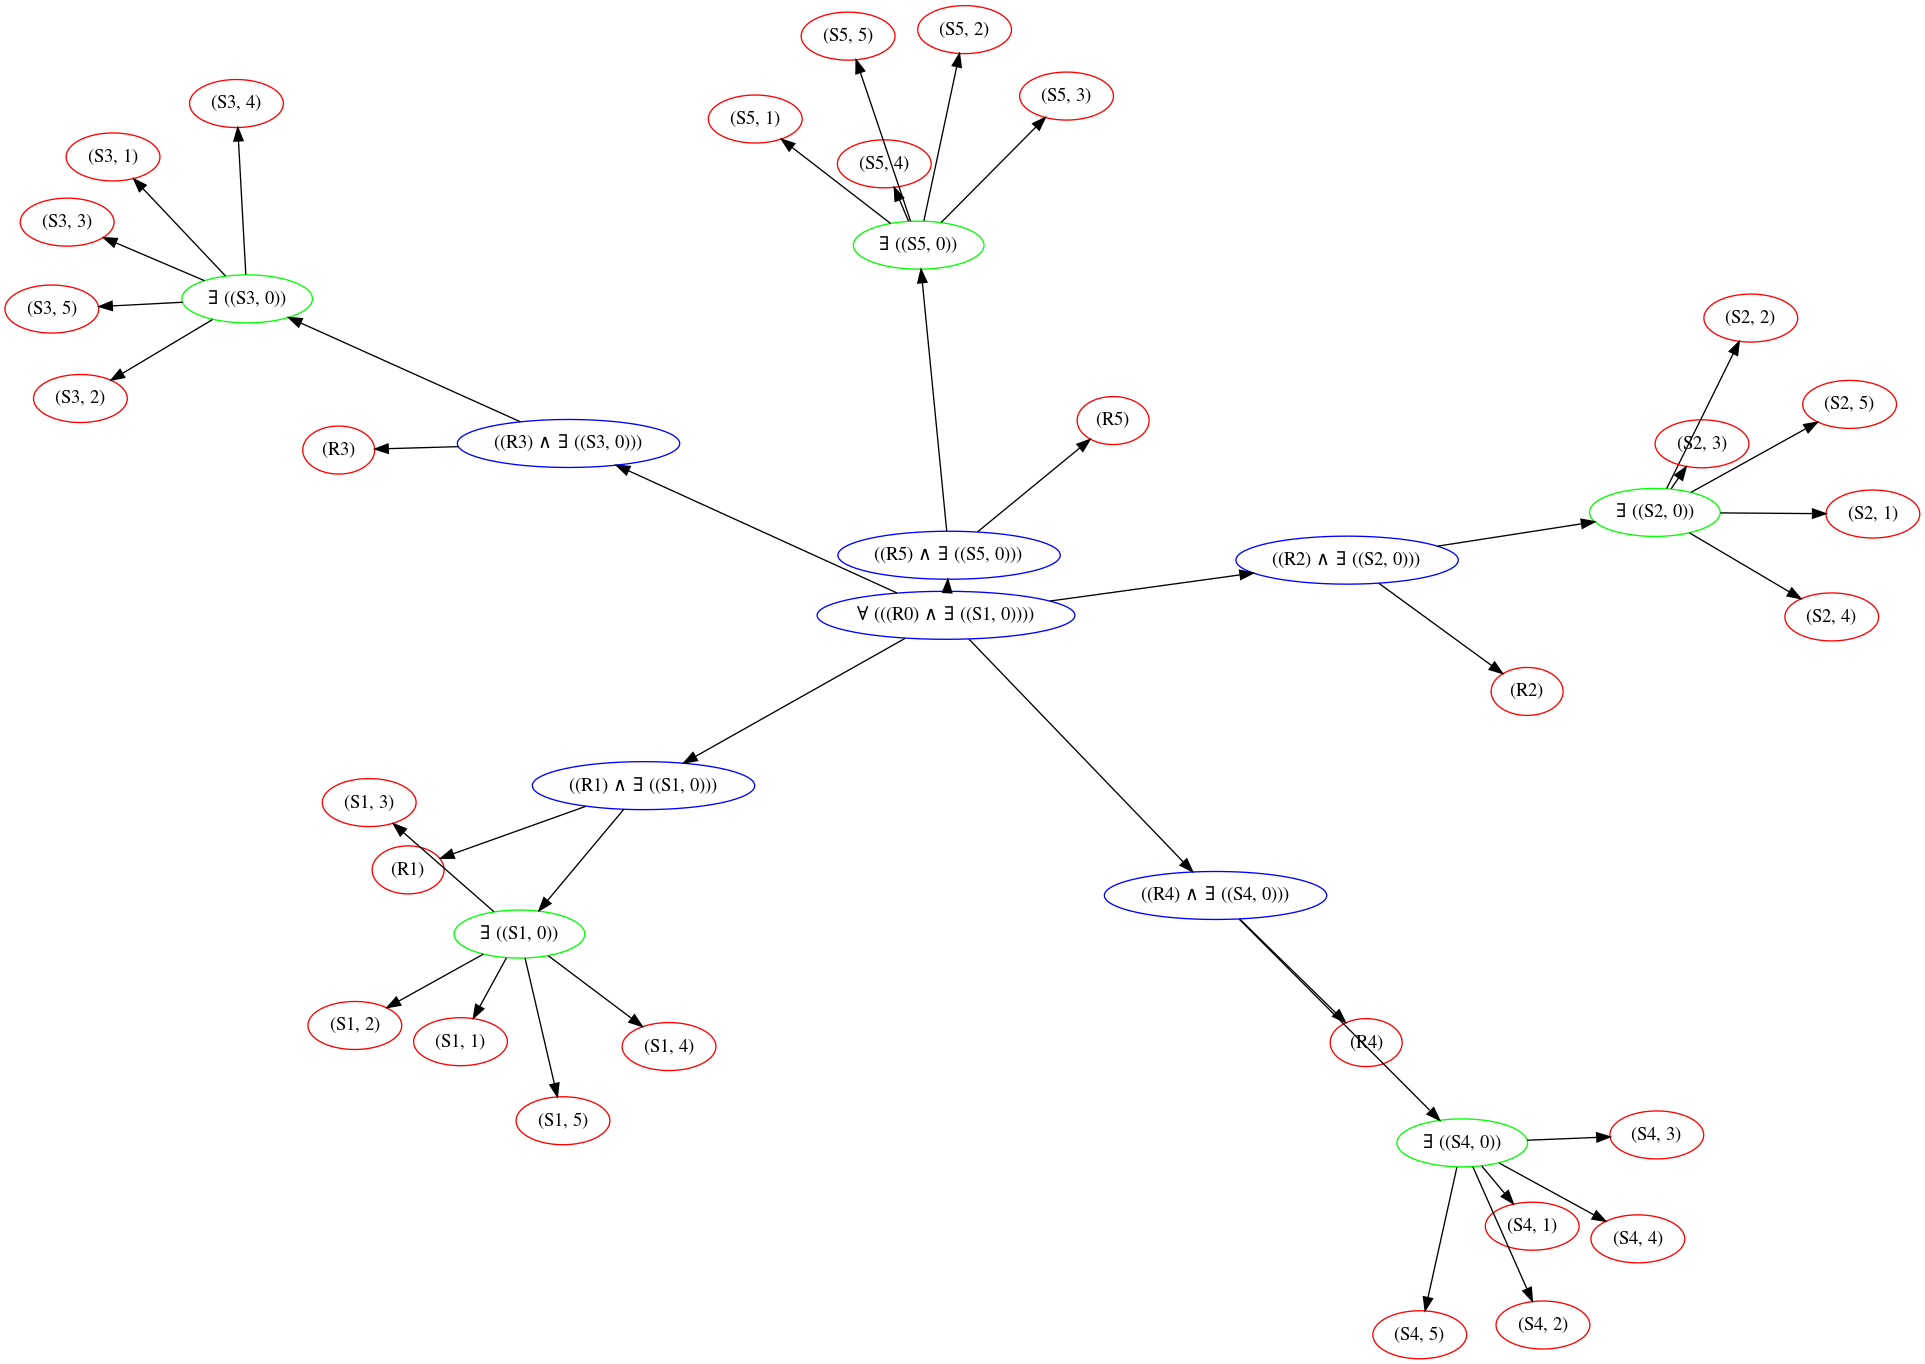 (S5, 2)
(S5, 5)
(S5, 3)
(S3, 4)
(S5, 1)
(S3, 1)
(S5, 4)
(S3, 3)
∃ ((S5, 0))
∃ ((S3, 0))
(S3, 5)
(S2, 2)
(S3, 2)
(S2, 5)
(R5)
((R3) ∧ ∃ ((S3, 0)))
(S2, 3)
(R3)
∃ ((S2, 0))
(S2, 1)
((R5) ∧ ∃ ((S5, 0)))
((R2) ∧ ∃ ((S2, 0)))
∀ (((R0) ∧ ∃ ((S1, 0))))
(S2, 4)
(R2)
((R1) ∧ ∃ ((S1, 0)))
(S1, 3)
(R1)
((R4) ∧ ∃ ((S4, 0)))
∃ ((S1, 0))
(S1, 2)
(S1, 1)
(R4)
(S1, 4)
(S1, 5)
(S4, 3)
∃ ((S4, 0))
(S4, 1)
(S4, 4)
(S4, 2)
(S4, 5)